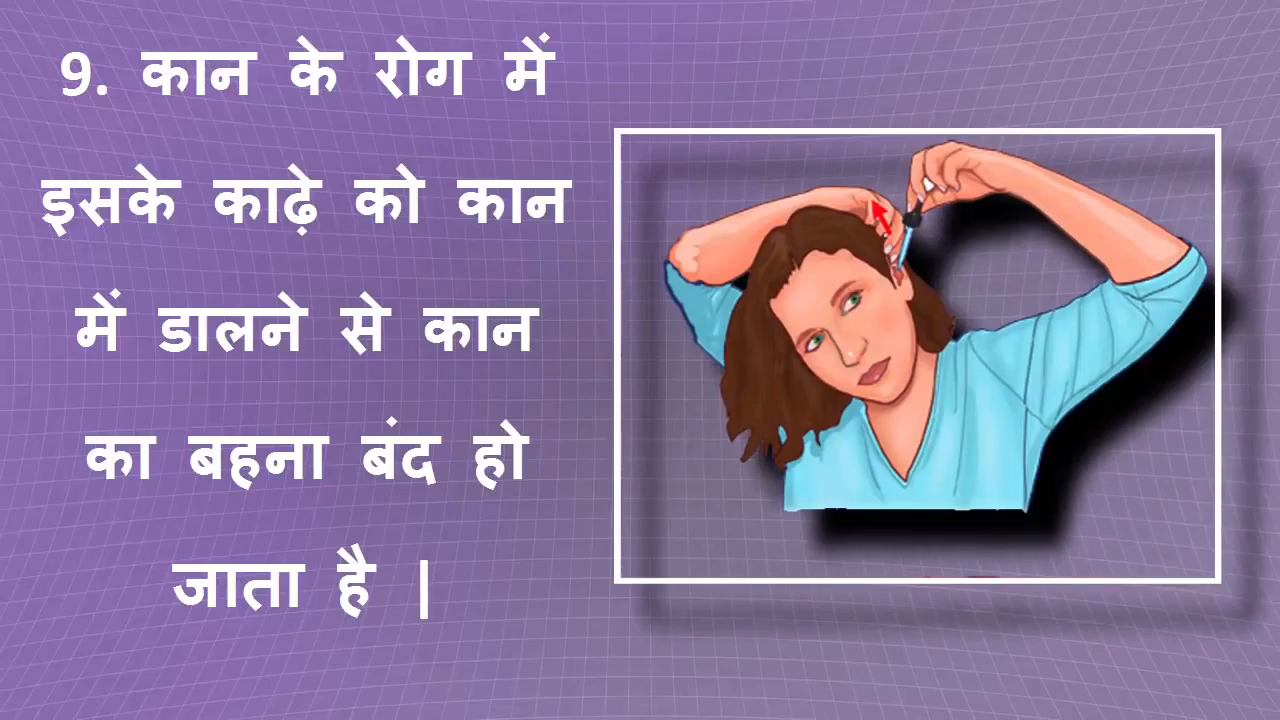 9. कान के रोग में
इसके काढ़े को कान
में डालने से कान
का बहना बंद हो
जाता है |